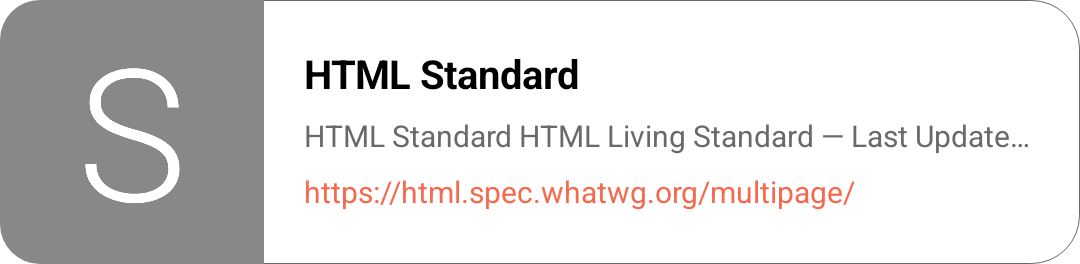 S
HTML Standard
HTML Standard HTML Living Standard — Last Update...
https://html.spec.whatwg.org/multipage/